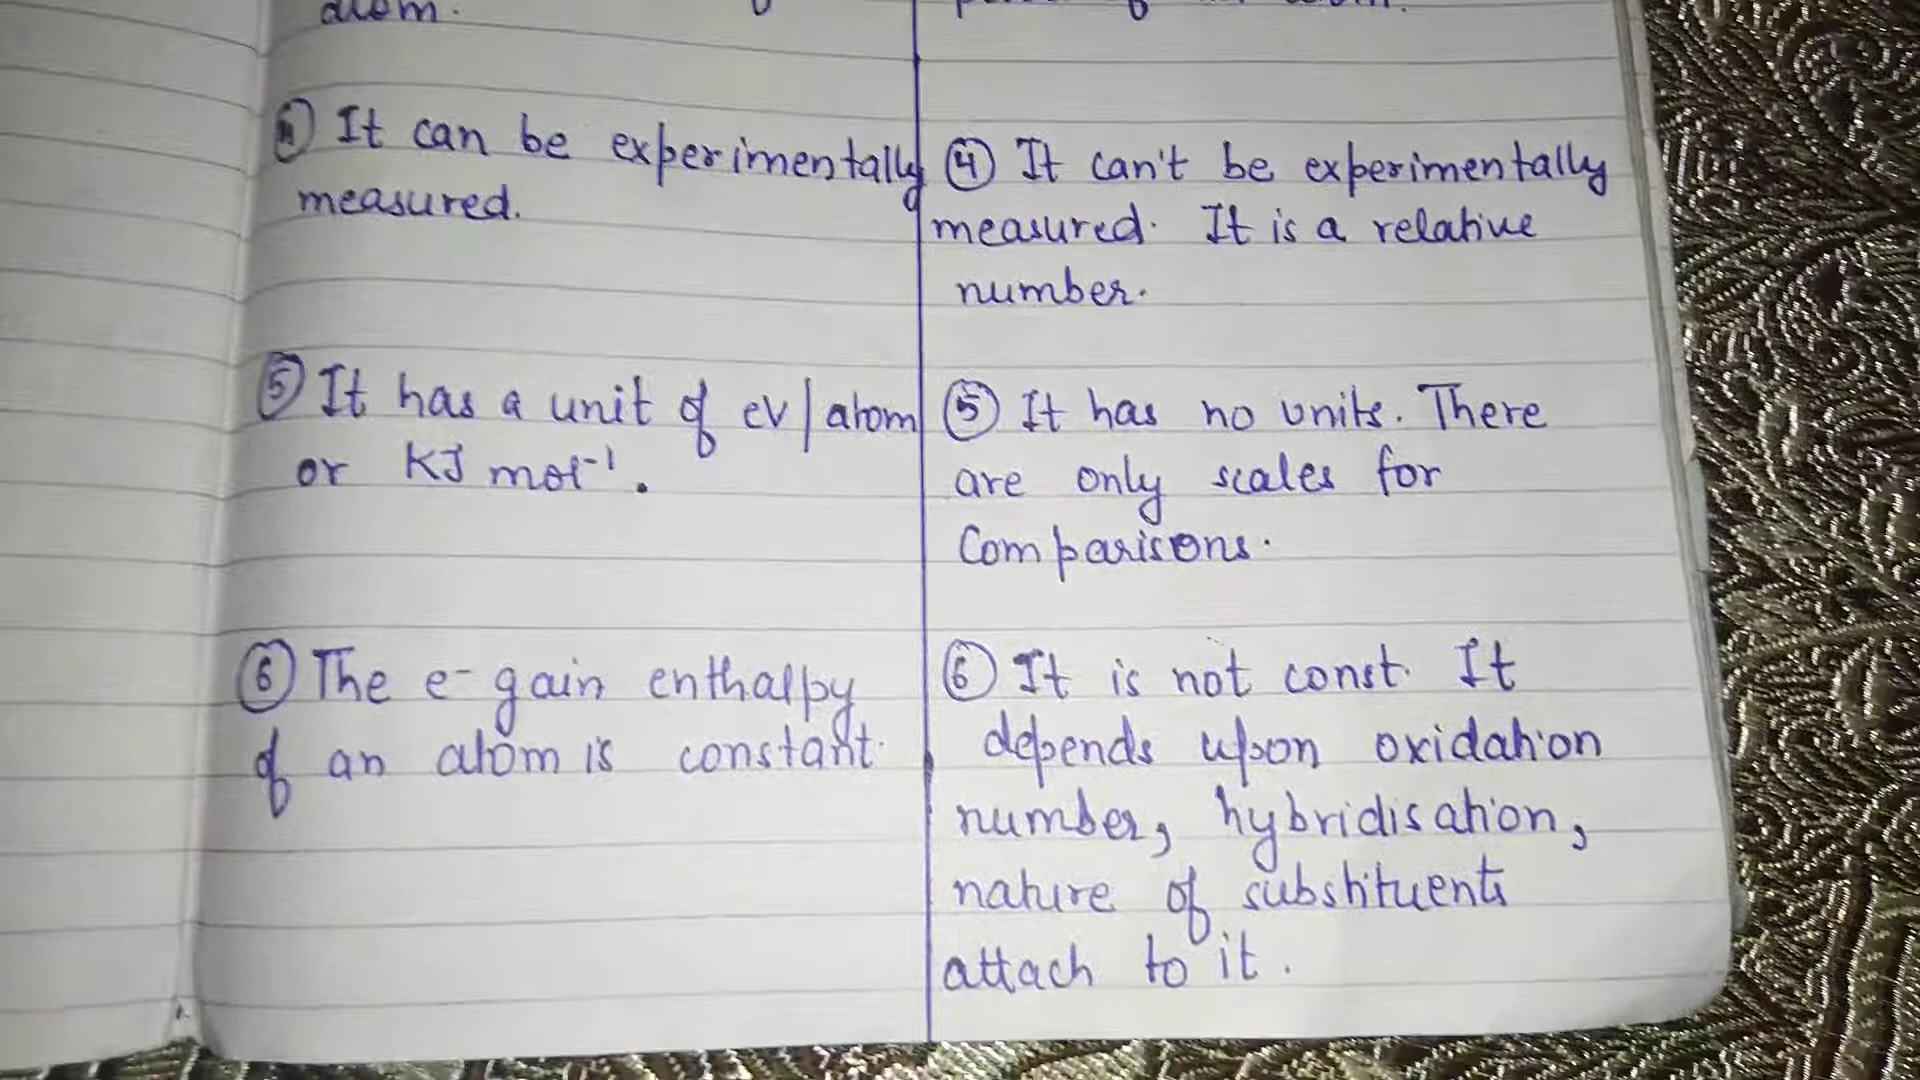 atom.
④ It can be experimentally
measured.
⑤ It has a unit of eV/atom
or KJ mol⁻¹.
⑥ The e⁻ gain enthalpy
of an atom is constant.
④ It can't be experimentally
measured. It is a relative
number.
⑤ It has no units. There
are only scales for
Comparisons.
⑥ It is not const. It
depends upon oxidation
number, hybridisation,
nature of substituents
attach to it.